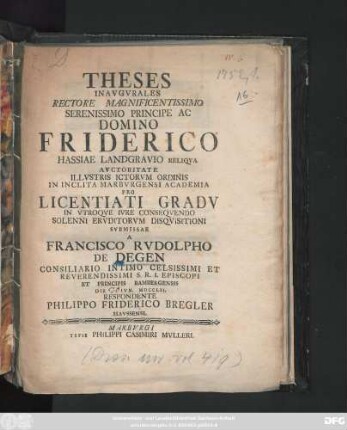 THESES
INAVGVRALES
RECTORE MAGNIFICENTISSIMO
SERENISSIMO PRINCIPE AC
DOMINO
FRIDERICO
HASSIAE LANDGRAVIO RELIQVA
AVCTORITATE
ILLVSTRIS ICTORVM ORDINIS
IN INCLITA MARBVRGENSI ACADEMIA
PRO
LICENTIATI GRADV
IN VTROQVE IVRE CONSEQVENDO
SOLENNI ERVDITORVM DISQVISITIONI
SVBMISSAE
A
FRANCISCO RVDOLPHO
DE DEGEN
CONSILIARIO INTIMO CELSISSIMI ET
REVERENDISSIMI S. R. I. EPISCOPI
ET PRINCIPIS BAMBERGENSIS
DIE MDCCLII.
RESPONDENTE
PHILIPPO FRIDERICO BREGLER
MARBVRGI
TYPIS PHILIPPI CASIMIRI MVLLERI.